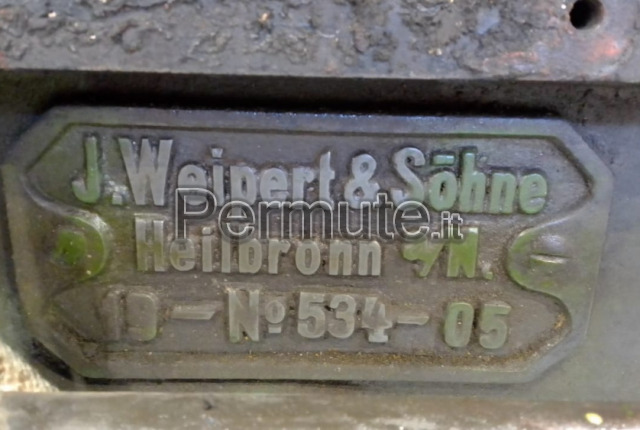 J. Weipert & Söhne
Permute.it
Heilbronn a/N.
19 - No 534 - 05